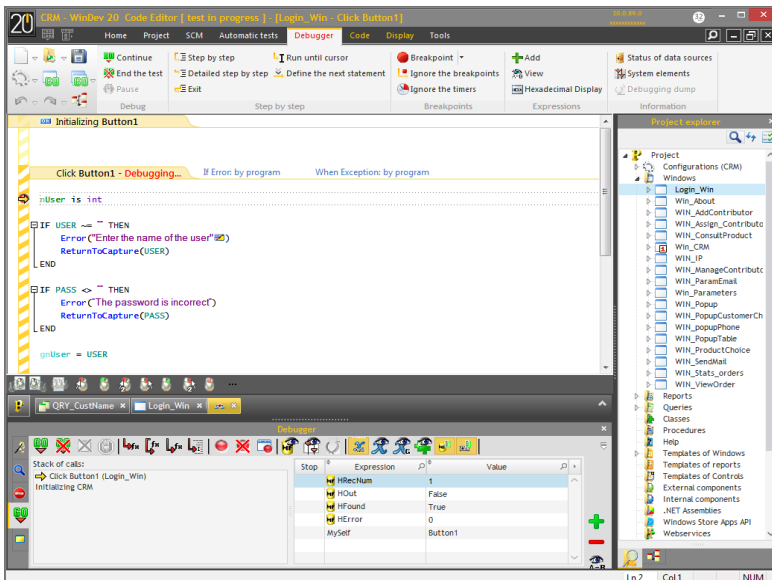 20
CRM - WinDev 20 Code Editor [ test in progress ] - [Login_Win - Click Button1]
32
Home Project SCM Automatic tests Debugger Code Display Tools
Continue
End the test
Pause
Debug
Step by step
Detailed step by step
Exit
Run until cursor
Define the next statement
Step by step
Breakpoint
Ignore the breakpoints
Ignore the timers
Breakpoints
Add
View
Hexadecimal Display
Expressions
Status of data sources
System elements
Debugging dump
Information
Initializing Button1
Click Button1 - Debugging... If Error: by program When Exception: by program
nUser is int
IF USER ~= "" THEN
Error("Enter the name of the user")
ReturnToCapture(USER)
END
IF PASS <> "" THEN
Error("The password is incorrect")
ReturnToCapture(PASS)
END
gnUser = USER
Project explorer
Project
Configurations (CRM)
Windows
Login_Win
Win_About
WIN_AddContributor
WIN_Assign_Contributo
WIN_ConsultProduct
Win_CRM
WIN_IP
WIN_ManageContributc
WIN_ParamEmail
Win_Parameters
WIN_Popup
WIN_PopupCustomerCh
WIN_popupPhone
WIN_PopupTable
WIN_ProductChoice
WIN_SendMail
WIN_Stats_orders
WIN_ViewOrder
Reports
Queries
Classes
Procedures
Help
Templates of Windows
Templates of reports
Templates of Controls
External components
Internal components
.NET Assemblies
Windows Store Apps API
Webservices
QRY_CustName × Login_Win ×
Debugger
Stack of calls:
Click Button1 (Login_Win)
Initializing CRM
Stop Expression Value
HRecNum 1
HOut False
HFound True
HError 0
MySelf Button1
A=B
Ln 2 Col 1 NUM